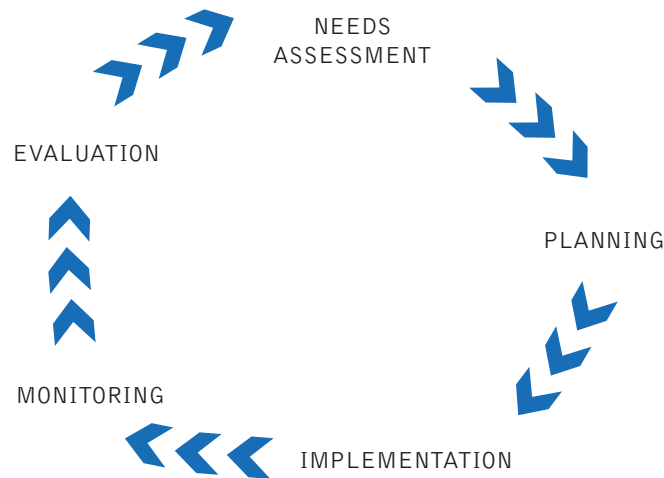 NEEDS
ASSESSMENT
PLANNING
IMPLEMENTATION
MONITORING
EVALUATION